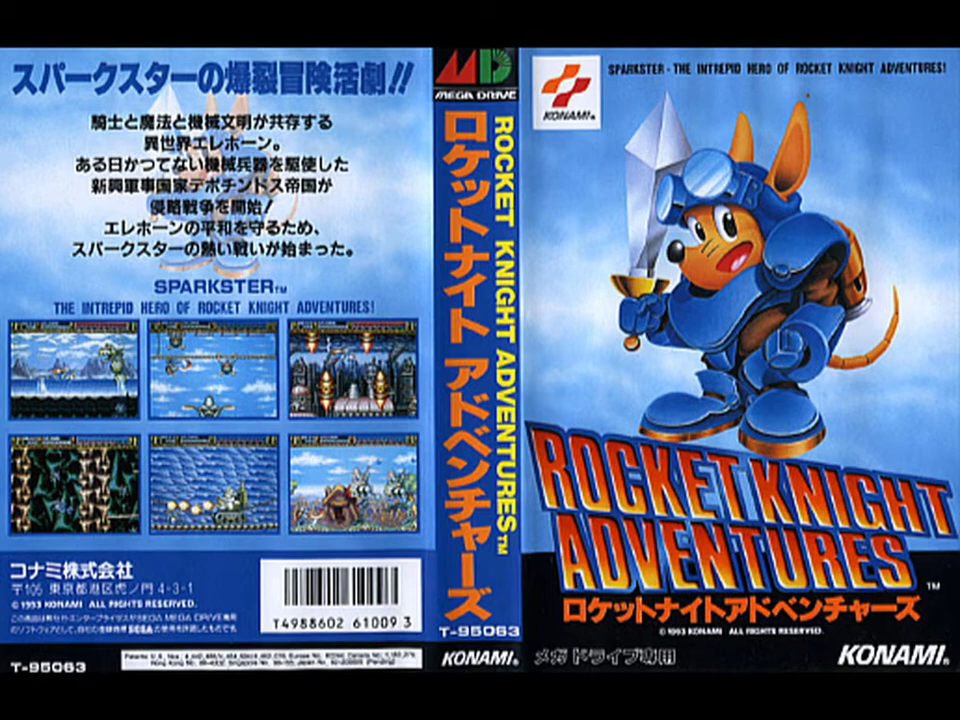 スパークスターの爆裂冒険活劇!!
騎士と魔法と機械文明が共存する
異世界エレホーン。
ある日かつてない機械兵器を駆使した
新興軍事国家デボチンドス帝国が
侵略戦争を開始!
エレホーンの平和を守るため、
スパークスターの熱い戦いが始まった。
SPARKSTER™
THE INTREPID HERO OF ROCKET KNIGHT ADVENTURES!
コナミ株式会社
〒105 東京都港区虎ノ門 4-3-1
©1993 KONAMI ALL RIGHTS RESERVED.
T4988602 61009 3
T-95063
MD
MEGA DRIVE
ROCKET KNIGHT ADVENTURES™
ロケットナイト アドベンチャーズ
T-95063
KONAMI®
KONAMI®
SPARKSTER - THE INTREPID HERO OF ROCKET KNIGHT ADVENTURES!
ROCKET KNIGHT
ADVENTURES™
ロケットナイトアドベンチャーズ
©1993 KONAMI ALL RIGHTS RESERVED.
メガドライブ専用
KONAMI®